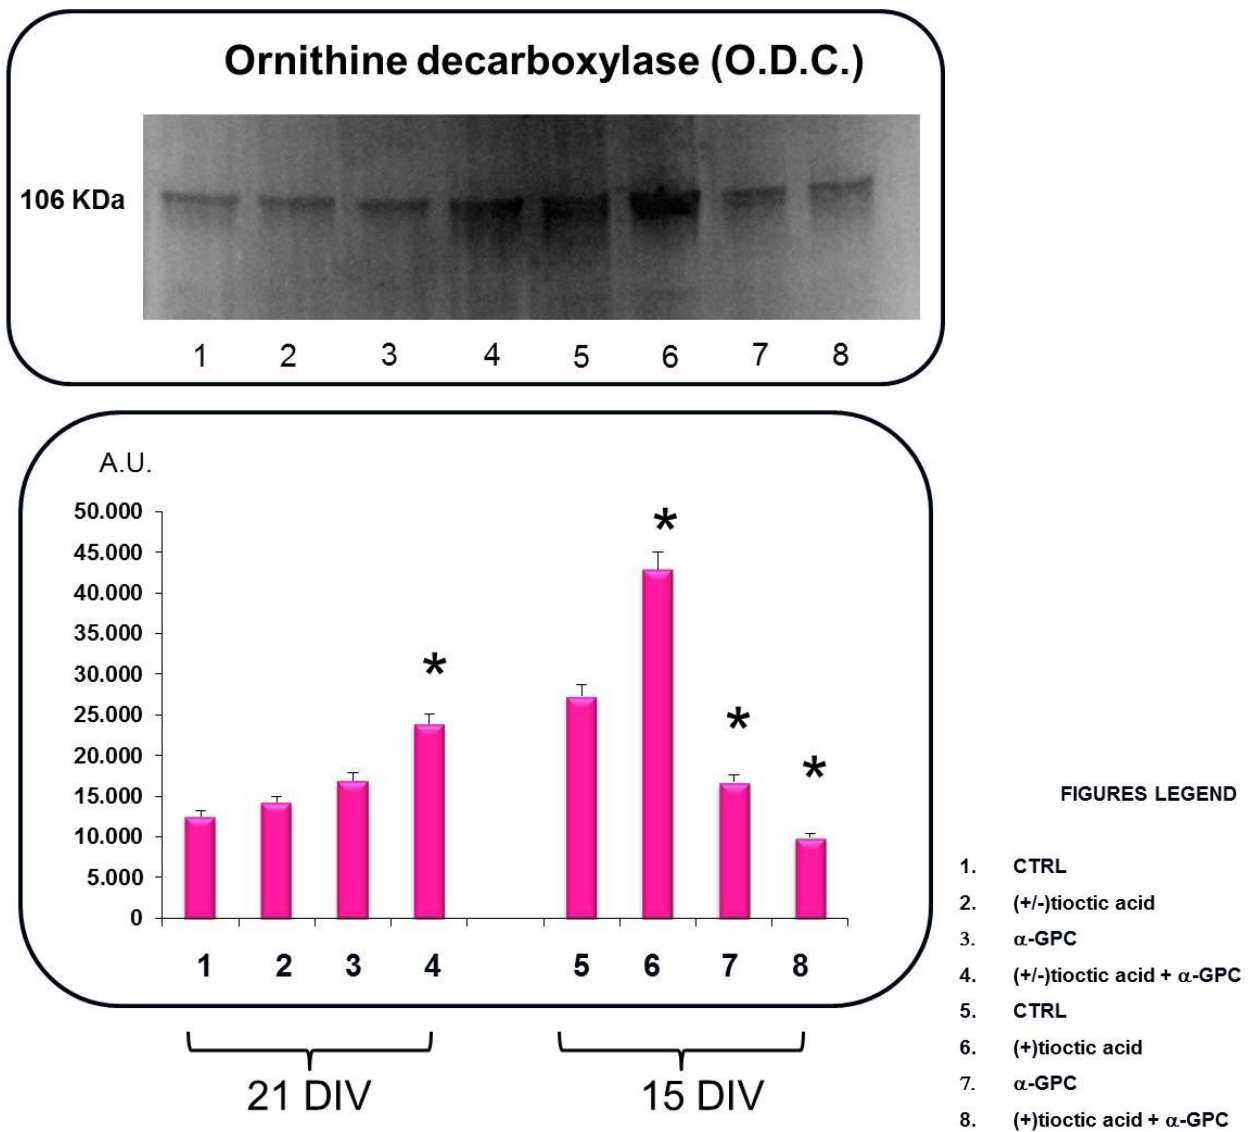 Ornithine decarboxylase (O.D.C.)
106 KDa
1 2 3 4 5 6 7 8
A.U.
50.000
45.000
40.000
35.000
30.000
25.000
20.000
15.000
10.000
5.000
0
* * * *
1 2 3 4 5 6 7 8
21 DIV 15 DIV
FIGURES LEGEND
1. CTRL
2. (+/-)tioctic acid
3. α-GPC
4. (+/-)tioctic acid + α-GPC
5. CTRL
6. (+)tioctic acid
7. α-GPC
8. (+)tioctic acid + α-GPC